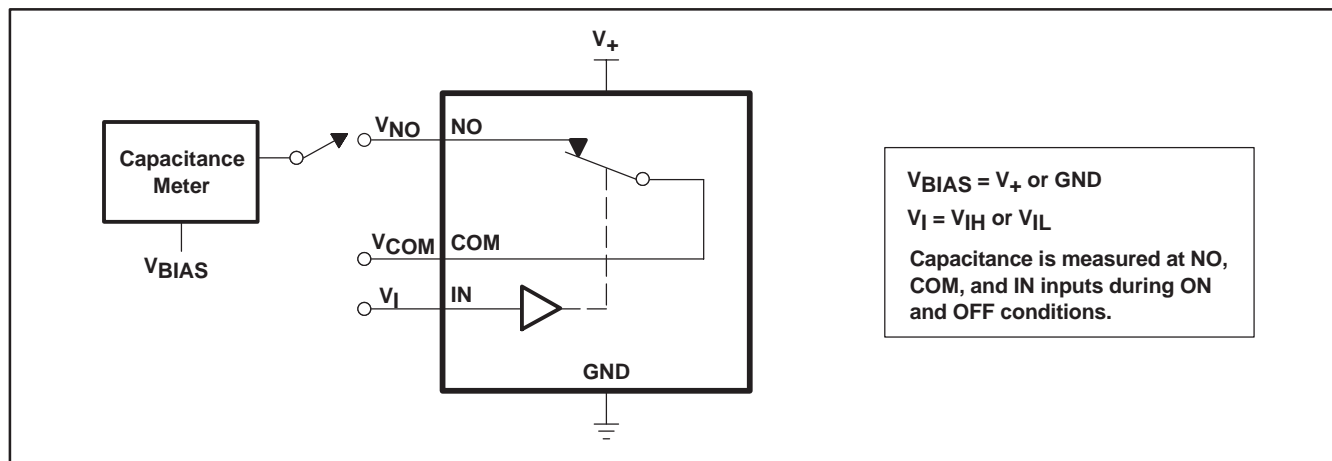 V+
VNO NO
Capacitance
Meter
VBIAS
VCOM COM
VI IN
GND
VBIAS = V+ or GND
VI = VIH or VIL
Capacitance is measured at NO,
COM, and IN inputs during ON
and OFF conditions.